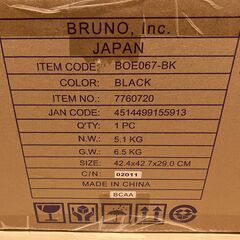 BRUNO, Inc.
JAPAN
ITEM CODE: BOE067-BK
COLOR: BLACK
ITEM NO.: 7760720
JAN CODE: 4514499155913
Q'TY: 1 PC
N.W.: 5.1 KG
G.W.: 6.5 KG
SIZE: 42.4x42.7x29.0 CM
C/N: 02011
MADE IN CHINA
BCAA